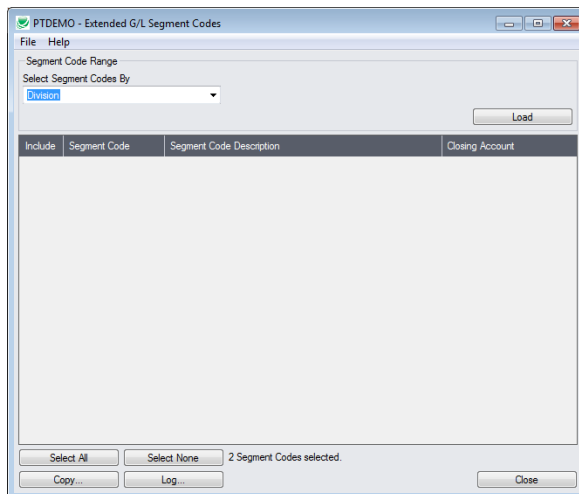 PTDEMO - Extended G/L Segment Codes
File Help
Segment Code Range
Select Segment Codes By
Division
Load
Include Segment Code Segment Code Description Closing Account
Select All Select None 2 Segment Codes selected.
Copy... Log... Close